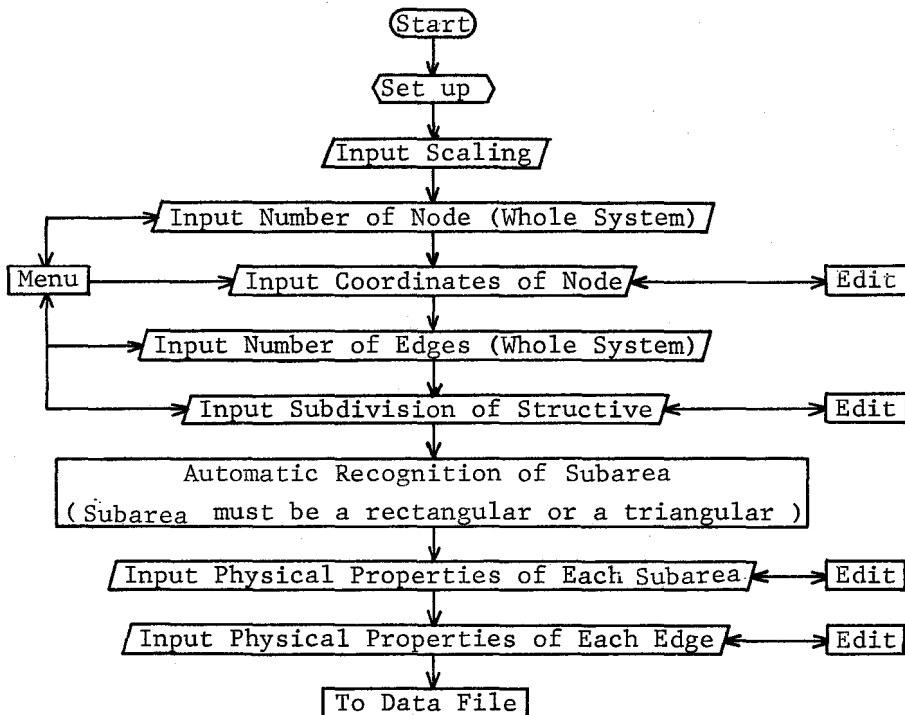 Start
Set up
Input Scaling
Input Number of Node (Whole System)
Menu
Input Coordinates of Node
Edit
Input Number of Edges (Whole System)
Input Subdivision of Structive
Edit
Automatic Recognition of Subarea
(Subarea must be a rectangular or a triangular )
Input Physical Properties of Each Subarea
Edit
Input Physical Properties of Each Edge
Edit
To Data File